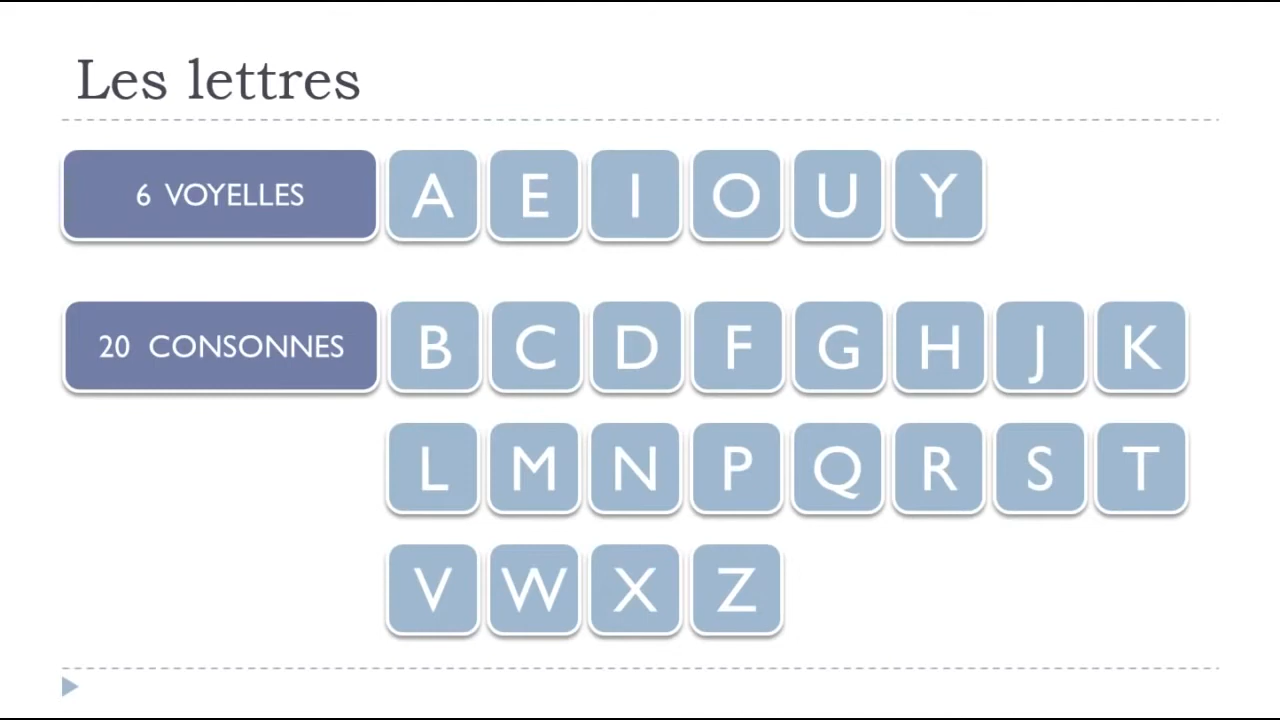 Les lettres
6 VOYELLES A E I O U Y
20 CONSONNES B C D F G H J K
L M N P Q R S T
V W X Z